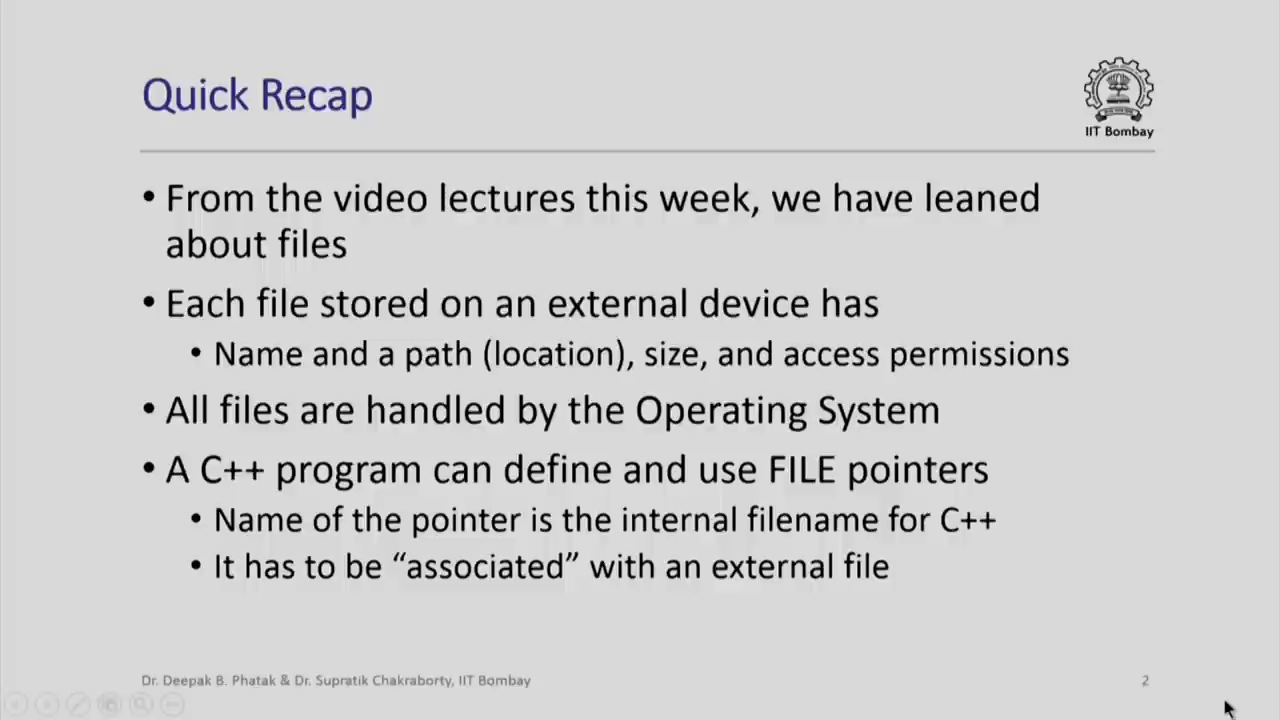 Quick Recap
IIT Bombay
• From the video lectures this week, we have leaned
about files
• Each file stored on an external device has
• Name and a path (location), size, and access permissions
• All files are handled by the Operating System
• A C++ program can define and use FILE pointers
• Name of the pointer is the internal filename for C++
• It has to be “associated” with an external file
Dr. Deepak B. Phatak & Dr. Supratik Chakraborty, IIT Bombay
2